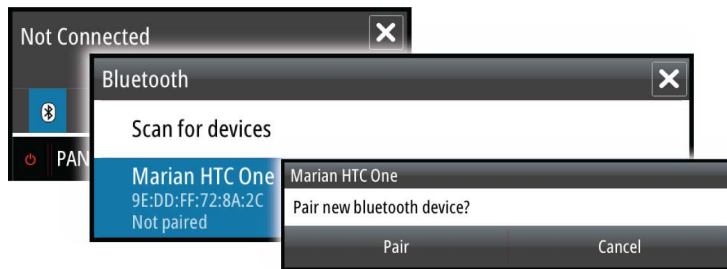 Not Connected
Bluetooth
Scan for devices
PAN
Marian HTC One
9E:DD:FF:72:8A:2C
Not paired
Marian HTC One
Pair new bluetooth device?
Pair
Cancel